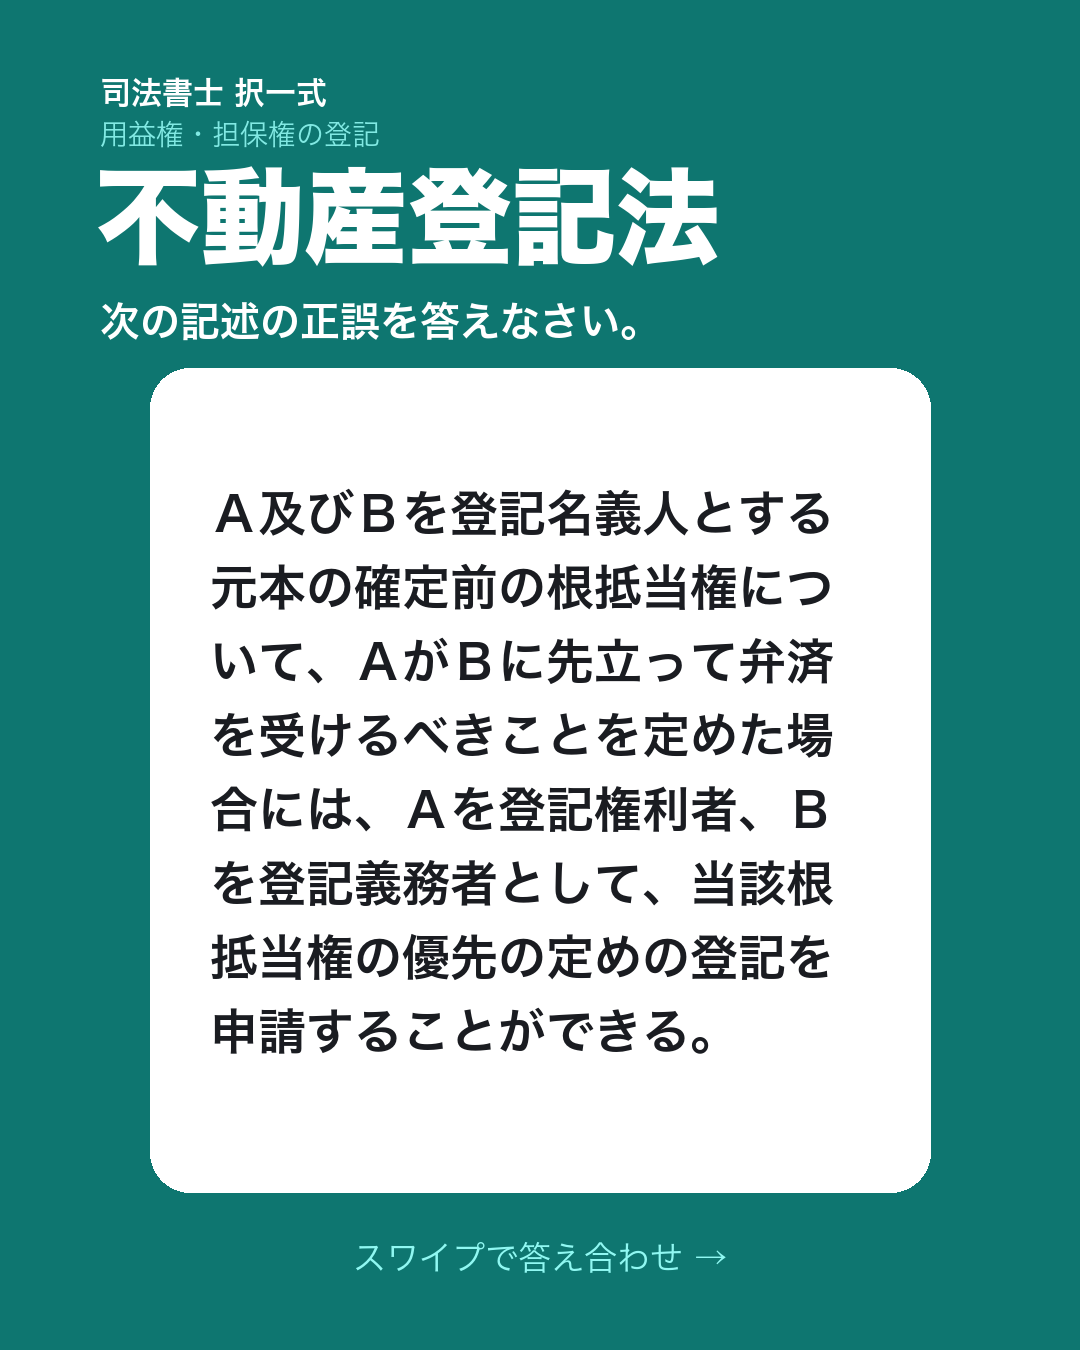 司法書士 択一式
用益権・担保権の登記
不動産登記法
次の記述の正誤を答えなさい。
Ａ及びＢを登記名義人とする
元本の確定前の根抵当権につ
いて、ＡがＢに先立って弁済
を受けるべきことを定めた場
合には、Ａを登記権利者、Ｂ
を登記義務者として、当該根
抵当権の優先の定めの登記を
申請することができる。
スワイプで答え合わせ →